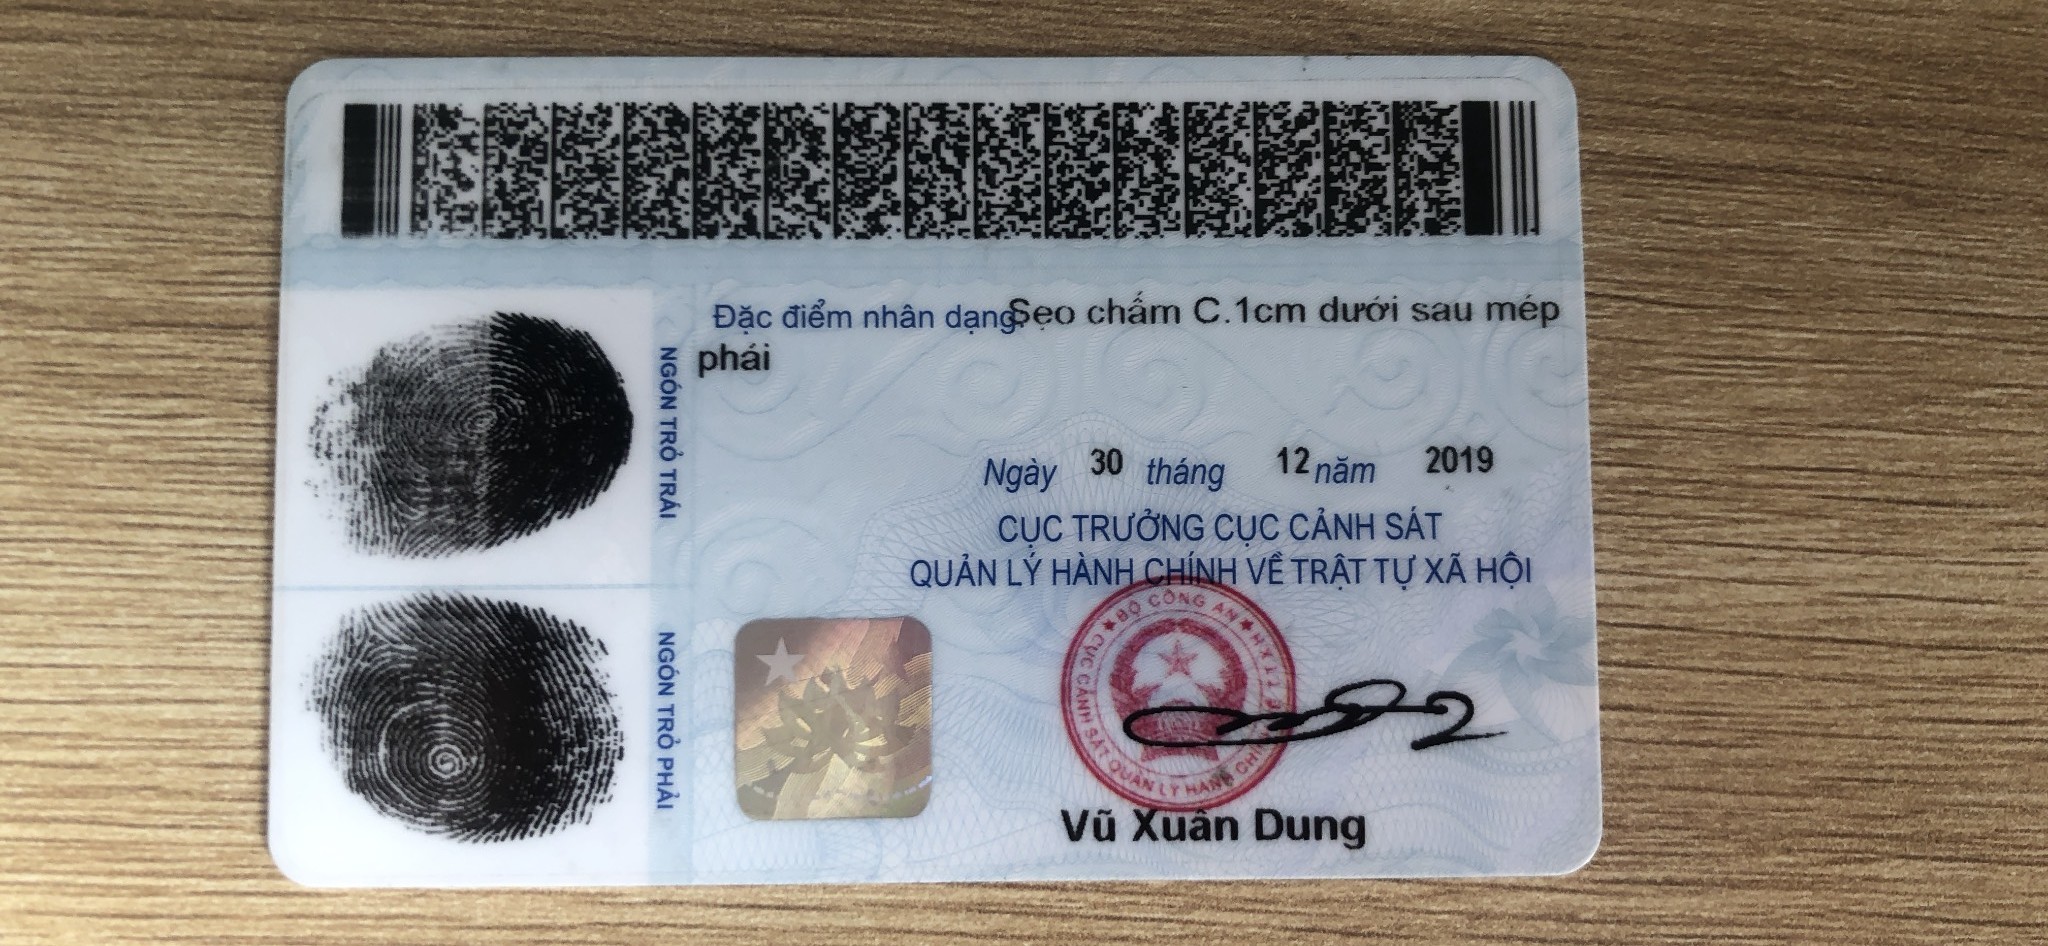 Đặc điểm nhân dạng: Sẹo chấm C.1cm dưới sau mép
phải
NGÓN TRỎ TRÁI
NGÓN TRỎ PHẢI
Ngày 30 tháng 12 năm 2019
CỤC TRƯỞNG CỤC CẢNH SÁT
QUẢN LÝ HÀNH CHÍNH VỀ TRẬT TỰ XÃ HỘI
BỘ CÔNG AN
CỤC CẢNH SÁT QUẢN LÝ HÀNH CHÍNH
Vũ Xuân Dung